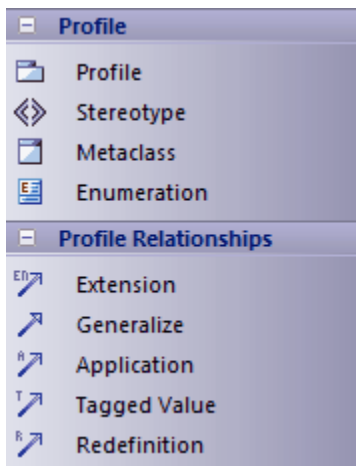 Profile
Profile
Stereotype
Metaclass
Enumeration
Profile Relationships
Extension
Generalize
Application
Tagged Value
Redefinition